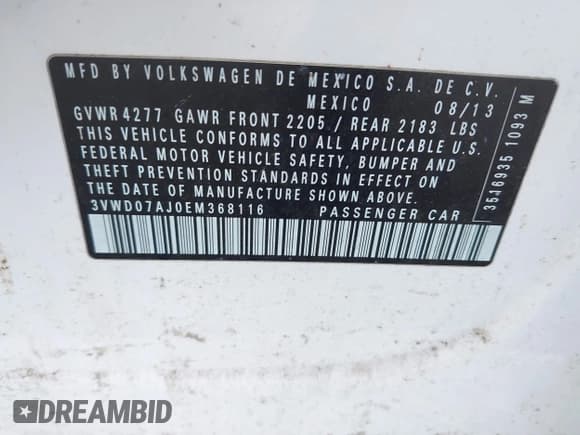 MFD BY VOLKSWAGEN DE MEXICO S.A. DE C.V.
MEXICO 08/13
GVWR 4277 GAWR FRONT 2205 / REAR 2183 LBS
THIS VEHICLE CONFORMS TO ALL APPLICABLE U.S.
FEDERAL MOTOR VEHICLE SAFETY, BUMPER AND
THEFT PREVENTION STANDARDS IN EFFECT ON
THE DATE OF MANUFACTURE SHOWN ABOVE.
3VWD07AJ0EM368116 PASSENGER CAR
3516935 1093 M
DREAMBID